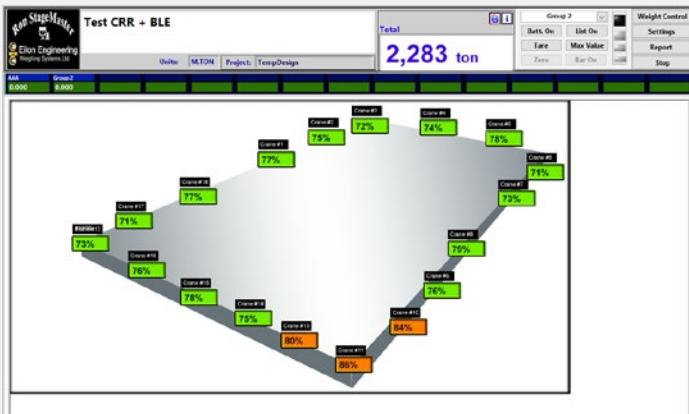 Ron StageMaster
Eilon Engineering
Weighing Systems Ltd
Test CRR + BLE
Units: M.TON Project: TempDesign
Total
2,283 ton
Group 2
Batt. On List On
Tare Max Value
Zero Bar On
Weight Control
Settings
Report
Stop
AAA Group2
0.000 0.000
Crane #3
72%
Crane #4
74%
Crane #2
75%
Crane #5
78%
Crane #1
77%
Crane #6
71%
Crane #18
77%
Crane #7
73%
Crane #17
71%
73%
Crane #8
79%
Crane #16
76%
Crane #15
78%
Crane #9
76%
Crane #14
75%
Crane #10
84%
Crane #13
80%
Crane #11
86%